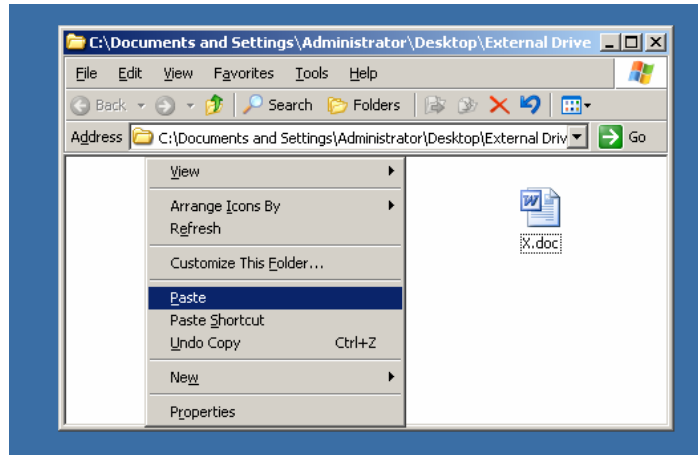 C:\Documents and Settings\Administrator\Desktop\External Drive
File Edit View Favorites Tools Help
Back Search Folders
Address C:\Documents and Settings\Administrator\Desktop\External Driv Go
View
Arrange Icons By
Refresh
Customize This Folder...
Paste
Paste Shortcut
Undo Copy Ctrl+Z
New
Properties
X.doc